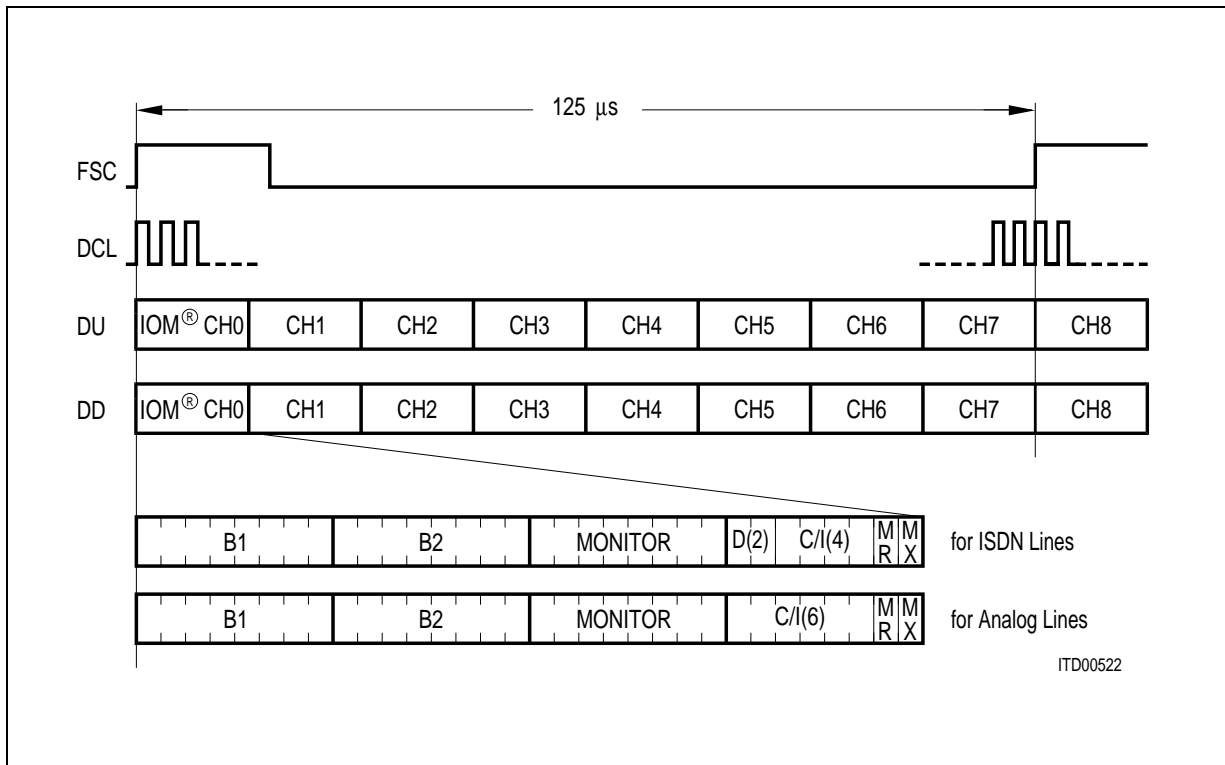 125 μs
FSC
DCL
DU IOM® CH0 CH1 CH2 CH3 CH4 CH5 CH6 CH7 CH8
DD IOM® CH0 CH1 CH2 CH3 CH4 CH5 CH6 CH7 CH8
B1 B2 MONITOR D(2) C/I(4) MR MX for ISDN Lines
B1 B2 MONITOR C/I(6) MR MX for Analog Lines
ITD00522